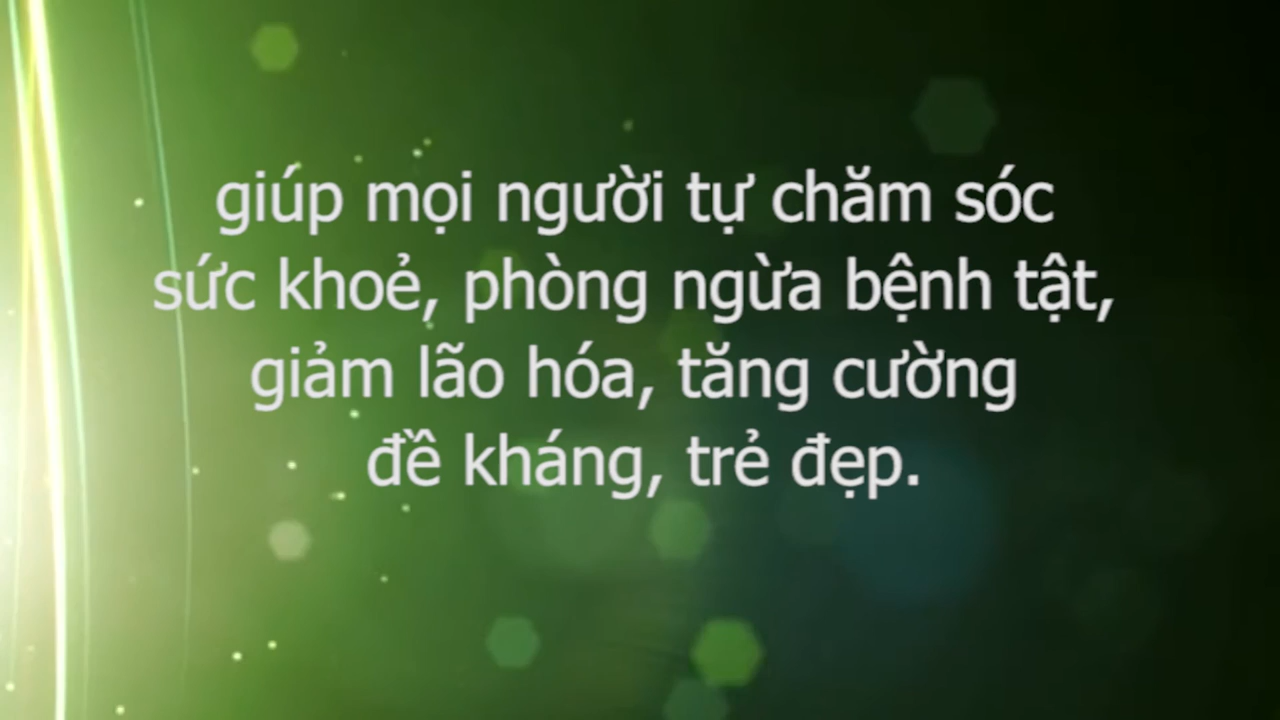 giúp mọi người tự chăm sóc
sức khoẻ, phòng ngừa bệnh tật,
giảm lão hóa, tăng cường
đề kháng, trẻ đẹp.